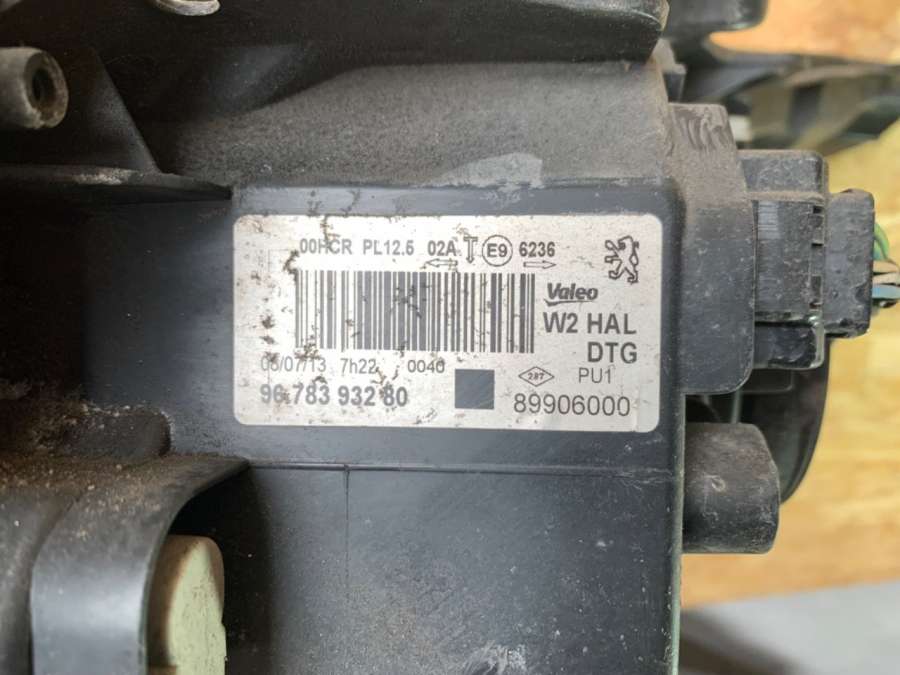 00HCR PL12.5 02A T E9 6236
Valeo
W2 HAL
DTG
06/07/13 7h22 0040
287 PU1
96 783 932 80
89906000